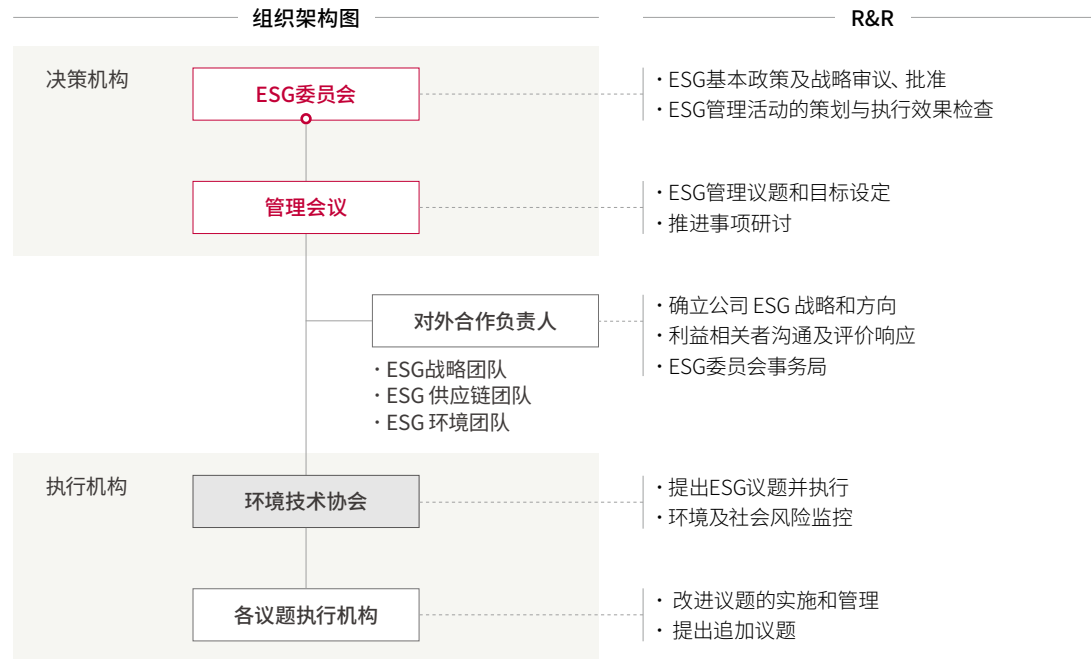 组织架构图
R&R
决策机构
ESG委员会
· ESG基本政策及战略审议、批准
· ESG管理活动的策划与执行效果检查
管理会议
· ESG管理议题和目标设定
· 推进事项研讨
对外合作负责人
· ESG战略团队
· ESG 供应链团队
· ESG 环境团队
· 确立公司 ESG 战略和方向
· 利益相关者沟通及评价响应
· ESG委员会事务局
执行机构
环境技术协会
· 提出ESG议题并执行
· 环境及社会风险监控
各议题执行机构
· 改进议题的实施和管理
· 提出追加议题